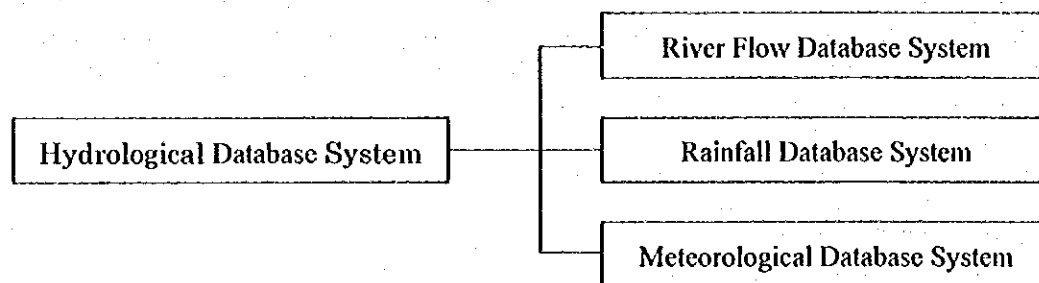 River Flow Database System
Hydrological Database System
Rainfall Database System
Meteorological Database System